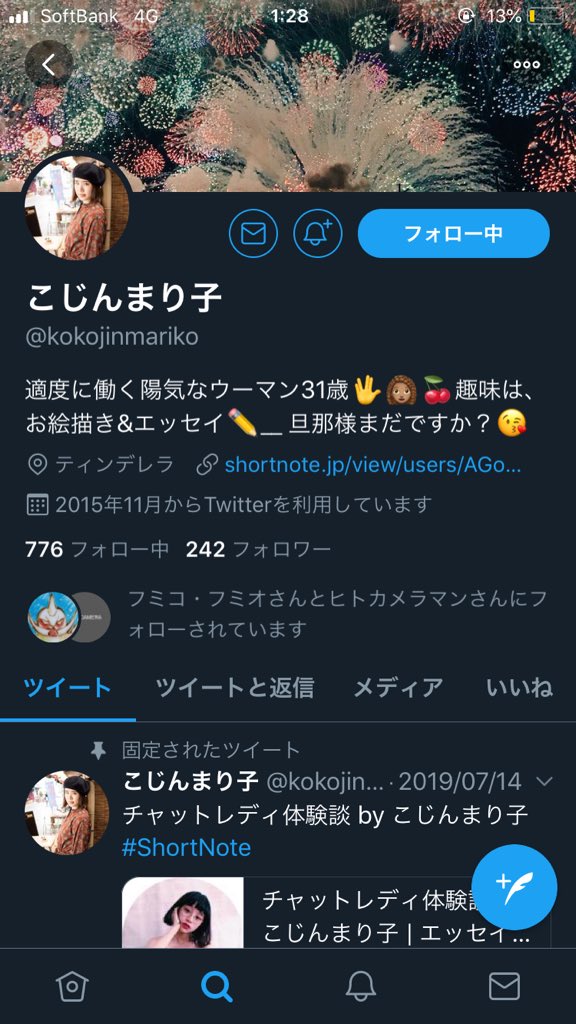 SoftBank 4G 1:28 13%
フォロー中
こじんまり子
@kokojinmariko
適度に働く陽気なウーマン31歳🖖👩🏽🍒趣味は、
お絵描き&エッセイ✏️__ 旦那様まだですか？😘
ティンデレラ shortnote.jp/view/users/AGo...
2015年11月からTwitterを利用しています
776 フォロー中 242 フォロワー
フミコ・フミオさんとヒトカメラマンさんにフ
ォローされています
ツイート ツイートと返信 メディア いいね
固定されたツイート
こじんまり子 @kokojin... · 2019/07/14
チャットレディ体験談 by こじんまり子
#ShortNote
チャットレディ体験
こじんまり子 | エッセイ...